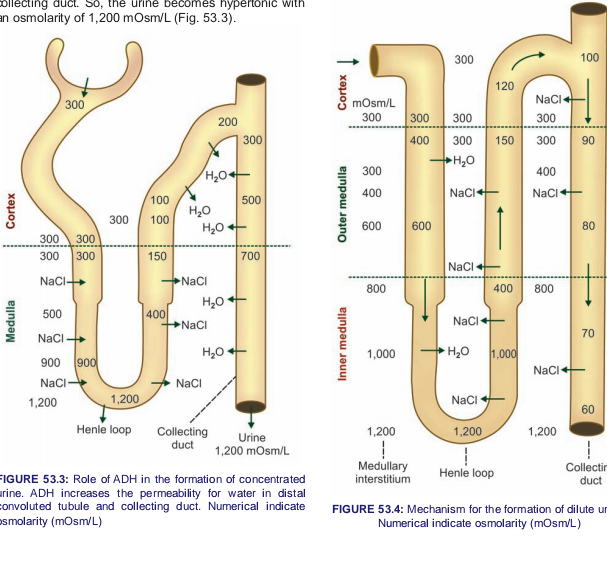 collecting duct. So, the urine becomes hypertonic with
an osmolarity of 1,200 mOsm/L (Fig. 53.3).
300
200
300
H₂O
500
100
H₂O
100
300
H₂O
Cortex
300
300
300
300
150
700
NaCl
NaCl
H₂O
500
400
NaCl
Medulla
NaCl
H₂O
900
900
NaCl
NaCl
1,200
1,200
Henle loop
Collecting
duct
Urine
1,200 mOsm/L
FIGURE 53.3: Role of ADH in the formation of concentrated
urine. ADH increases the permeability for water in distal
convoluted tubule and collecting duct. Numerical indicate
osmolarity (mOsm/L)
300
100
120
Cortex
NaCl
mOsm/L
300
300
300
300
400
300
150
300
90
H₂O
300
400
400
NaCl
NaCl
Outer medulla
600
600
80
NaCl
800
400
800
NaCl
70
Inner medulla
1,000
H₂O
1,000
NaCl
NaCl
60
1,200
1,200
1,200
Medullary
interstitium
Henle loop
duct
FIGURE 53.4: Mechanism for the formation of dilute
Numerical indicate osmolarity (mOsm/L)